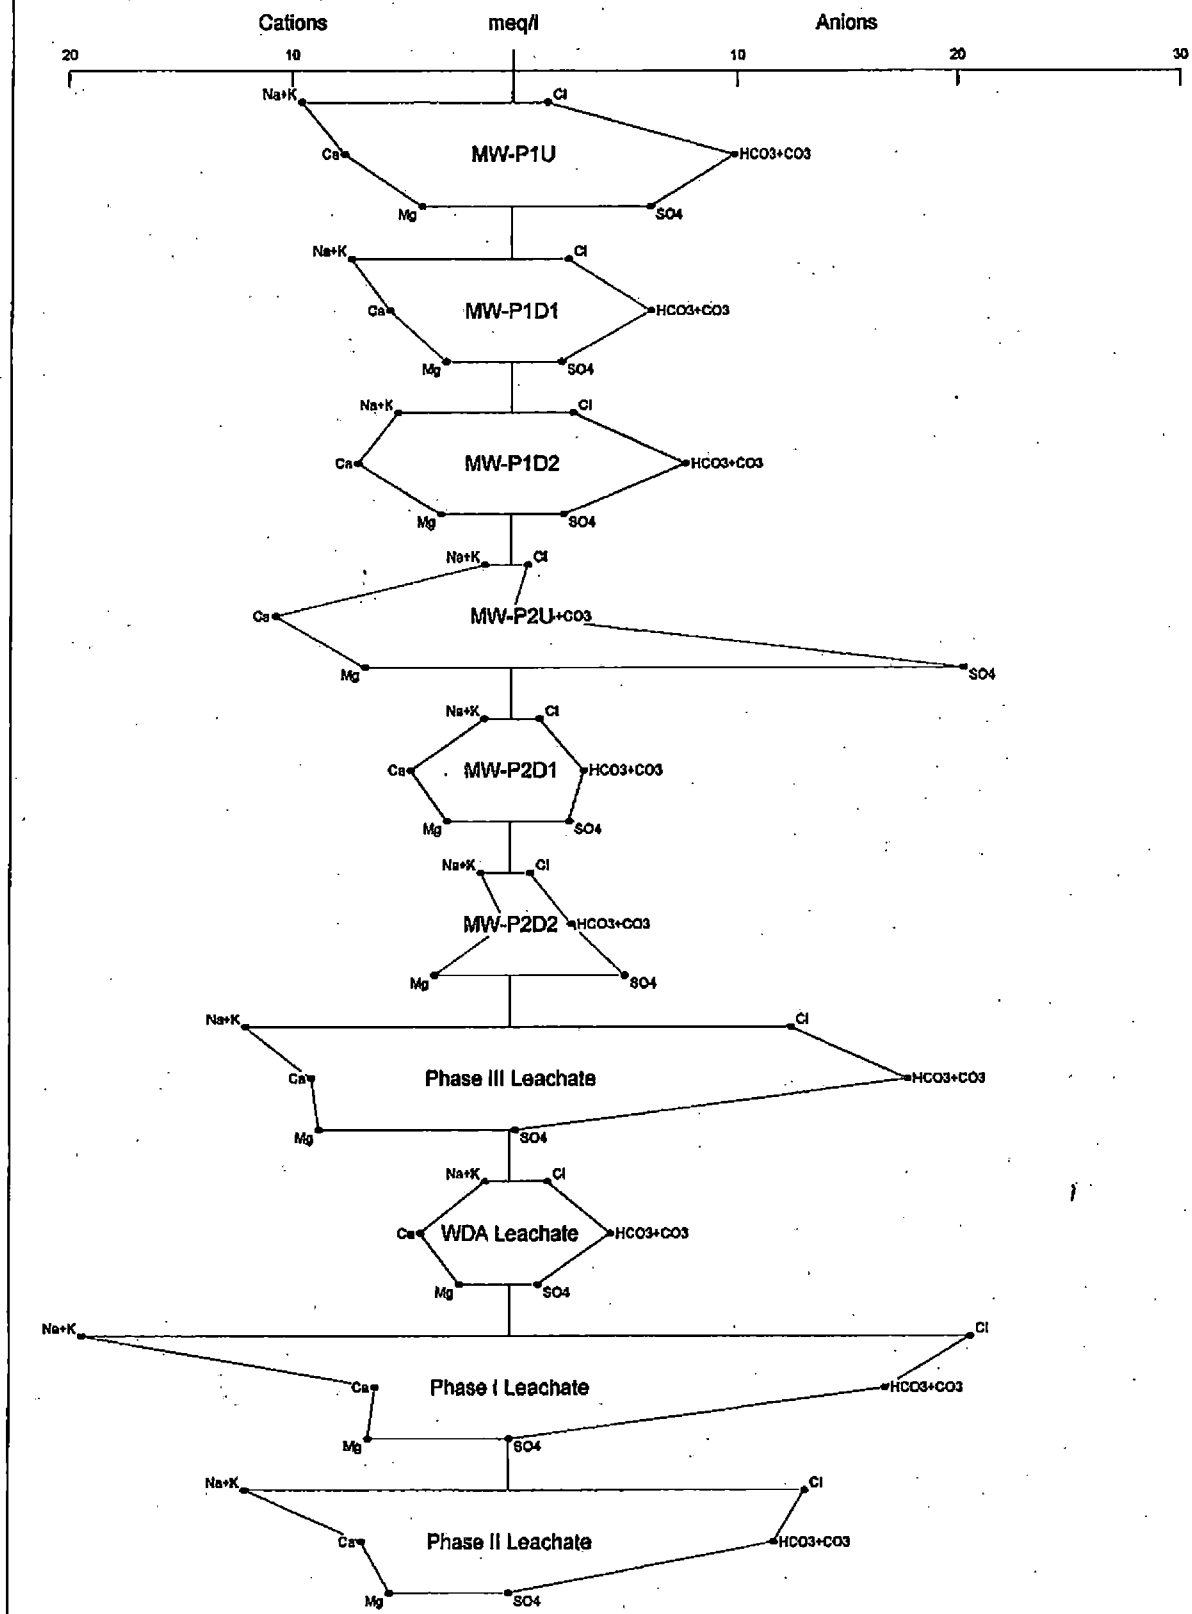 Cations meq/l Anions
20 10 10 20 30
Na+K Cl
Ca MW-P1U HCO3+CO3
Mg SO4
Na+K Cl
Ca MW-P1D1 HCO3+CO3
Mg SO4
Na+K Cl
Ca MW-P1D2 HCO3+CO3
Mg SO4
Na+K Cl
Ca MW-P2U +CO3
Mg SO4
Na+K Cl
Ca MW-P2D1 HCO3+CO3
Mg SO4
Na+K Cl
MW-P2D2 HCO3+CO3
Mg SO4
Na+K Cl
Ca Phase III Leachate HCO3+CO3
Mg SO4
Na+K Cl
Ca WDA Leachate HCO3+CO3
Mg SO4
Na+K Cl
Ca Phase I Leachate HCO3+CO3
Mg SO4
Na+K Cl
Ca Phase II Leachate HCO3+CO3
Mg SO4